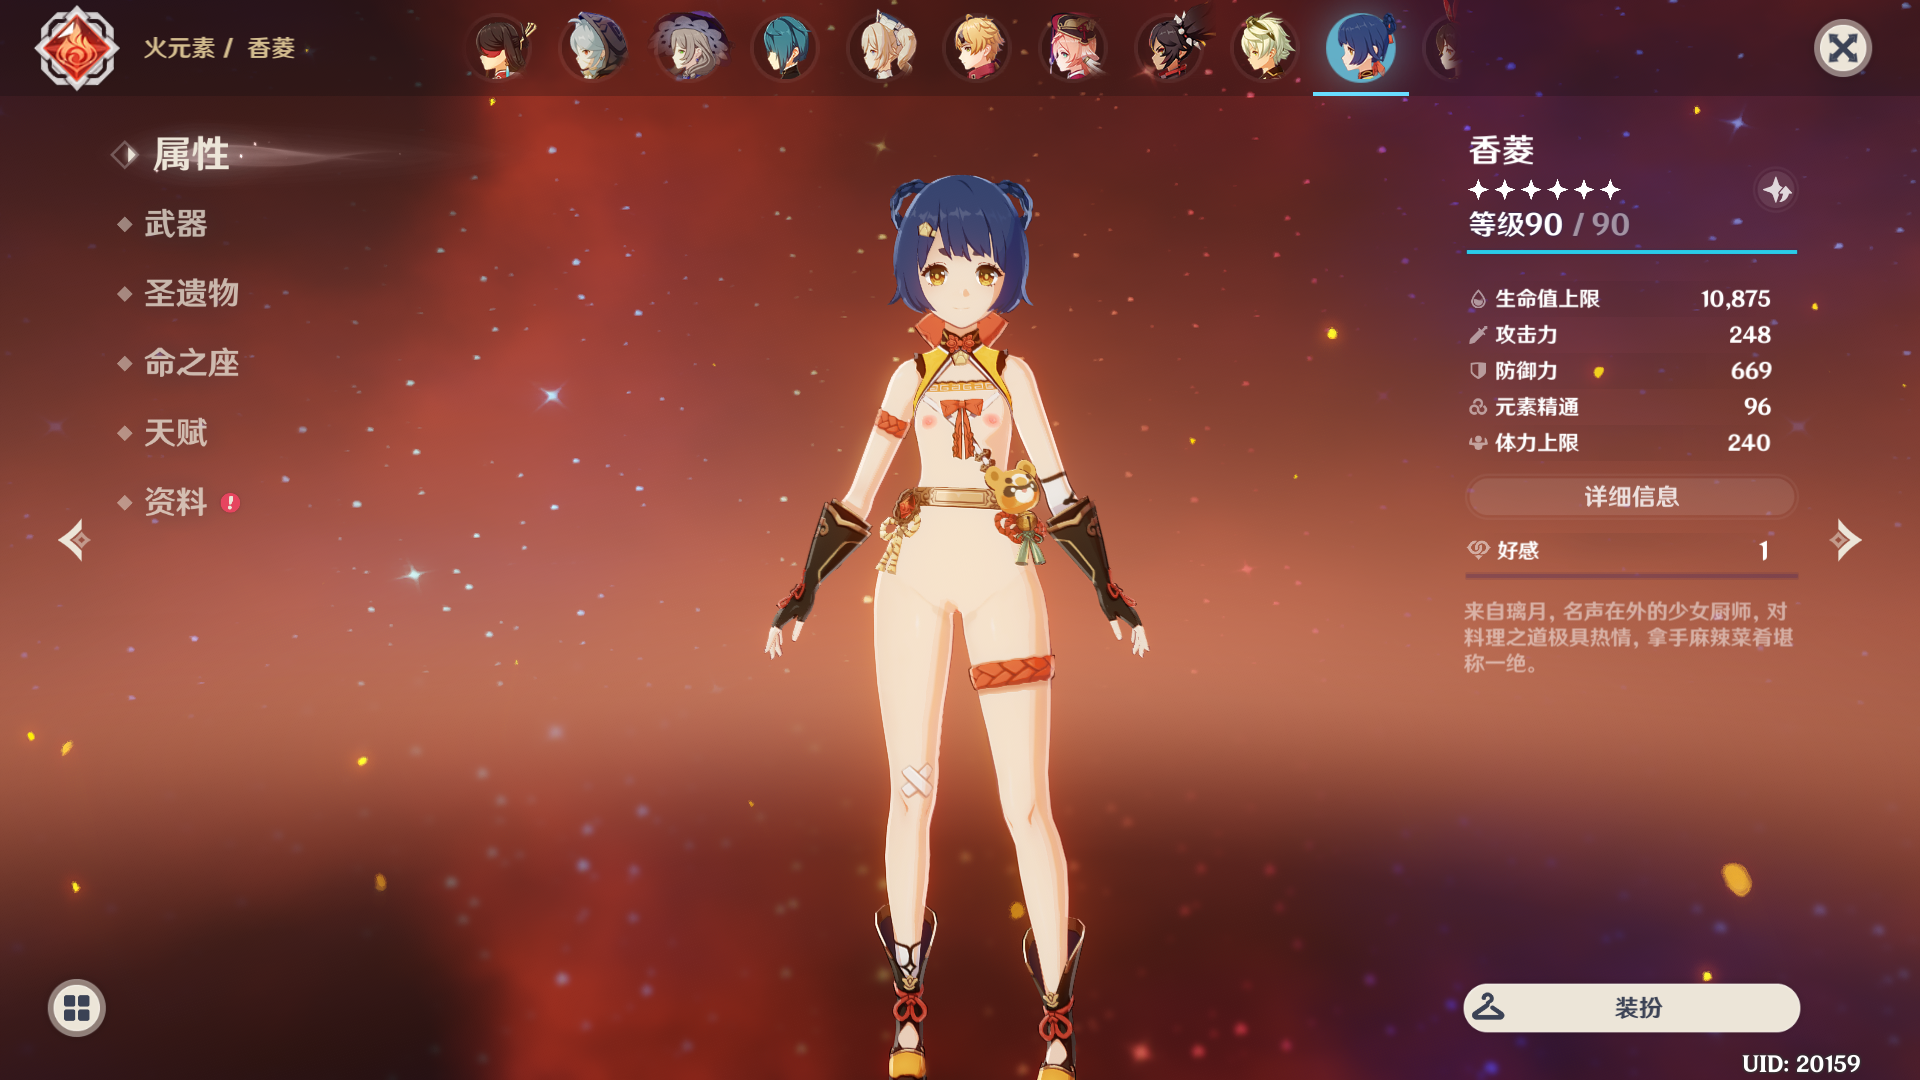 火元素 / 香菱
属性
武器
圣遗物
命之座
天赋
资料
香菱
等级90 / 90
生命值上限 10,875
攻击力 248
防御力 669
元素精通 96
体力上限 240
详细信息
好感 1
来自璃月，名声在外的少女厨师，对
料理之道极具热情，拿手麻辣菜肴堪
称一绝。
装扮
UID: 20159